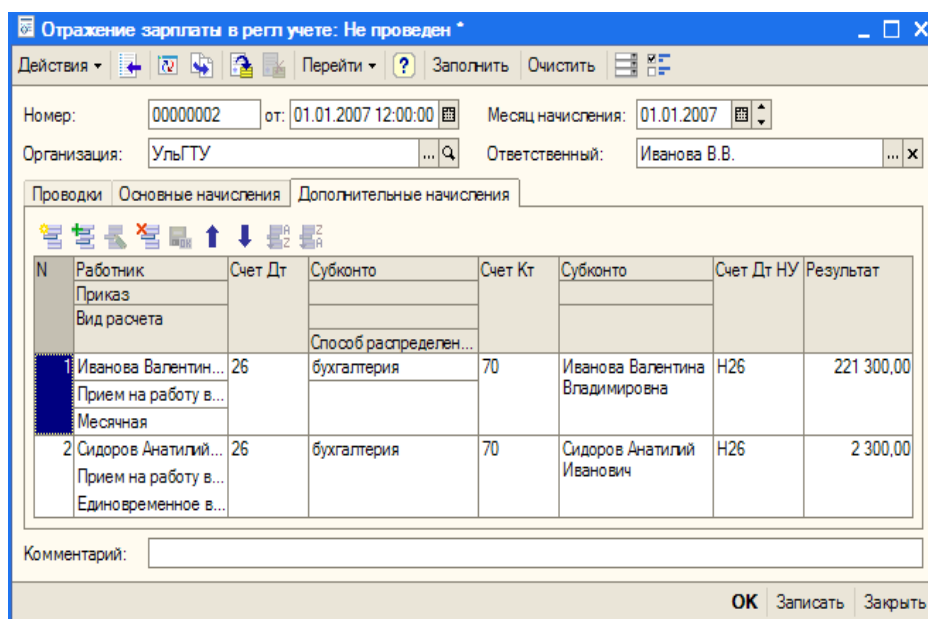 Отражение зарплаты в регл учете: Не проведен *
Действия Перейти ? Заполнить Очистить
Номер: 00000002 от: 01.01.2007 12:00:00 Месяц начисления: 01.01.2007
Организация: УльГТУ ... Ответственный: Иванова В.В. ... x
Проводки Основные начисления Дополнительные начисления
N Работник Счет Дт Субконто Счет Кт Субконто Счет Дт НУ Результат
Приказ
Вид расчета
Способ распределен...
1 Иванова Валентин... 26 бухгалтерия 70 Иванова Валентина Н26 221 300,00
Прием на работу в... Владимировна
Месячная
2 Сидоров Анатилий... 26 бухгалтерия 70 Сидоров Анатилий Н26 2 300,00
Прием на работу в... Иванович
Единовременное в...
Комментарий:
OK Записать Закрыть